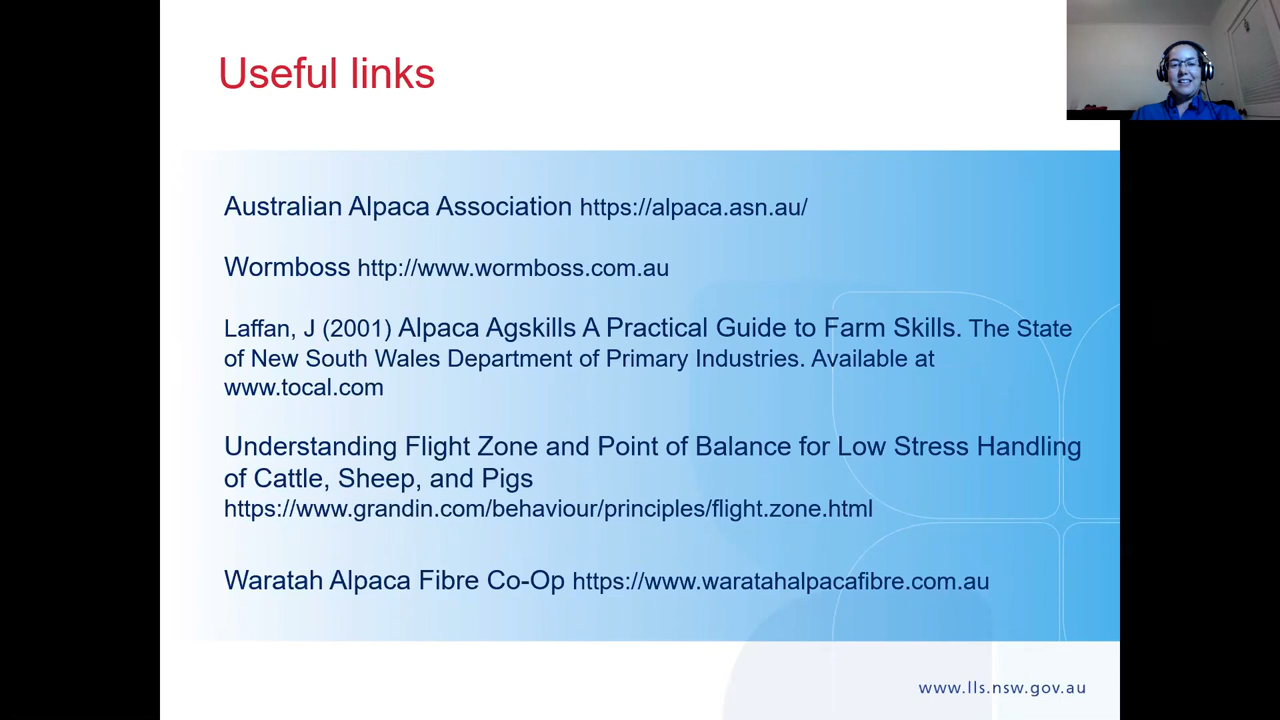 Useful links
Australian Alpaca Association https://alpaca.asn.au/
Wormboss http://www.wormboss.com.au
Laffan, J (2001) Alpaca Agskills A Practical Guide to Farm Skills. The State
of New South Wales Department of Primary Industries. Available at
www.tocal.com
Understanding Flight Zone and Point of Balance for Low Stress Handling
of Cattle, Sheep, and Pigs
https://www.grandin.com/behaviour/principles/flight.zone.html
Waratah Alpaca Fibre Co-Op https://www.waratahalpacafibre.com.au
www.lls.nsw.gov.au